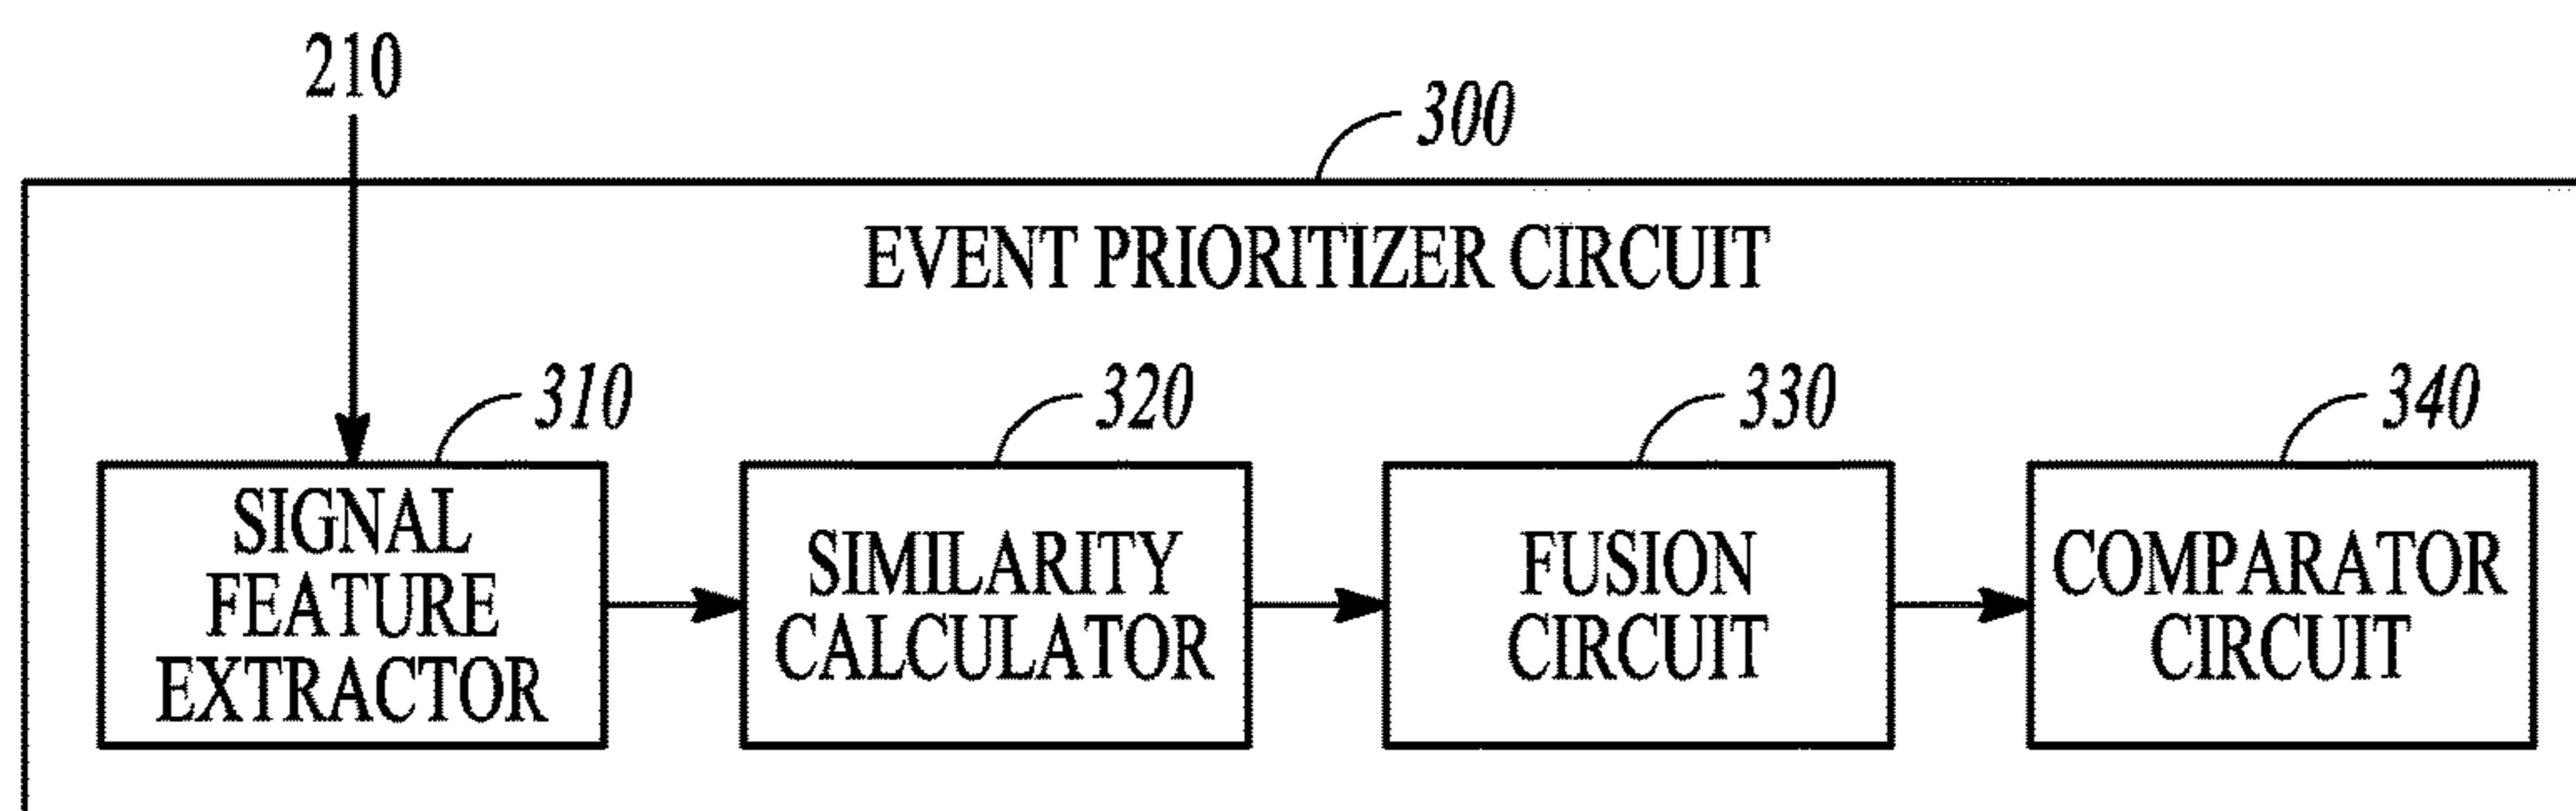 210
300
EVENT PRIORITIZER CIRCUIT
310
320
330
340
SIGNAL
FEATURE
EXTRACTOR
SIMILARITY
CALCULATOR
FUSION
CIRCUIT
COMPARATOR
CIRCUIT